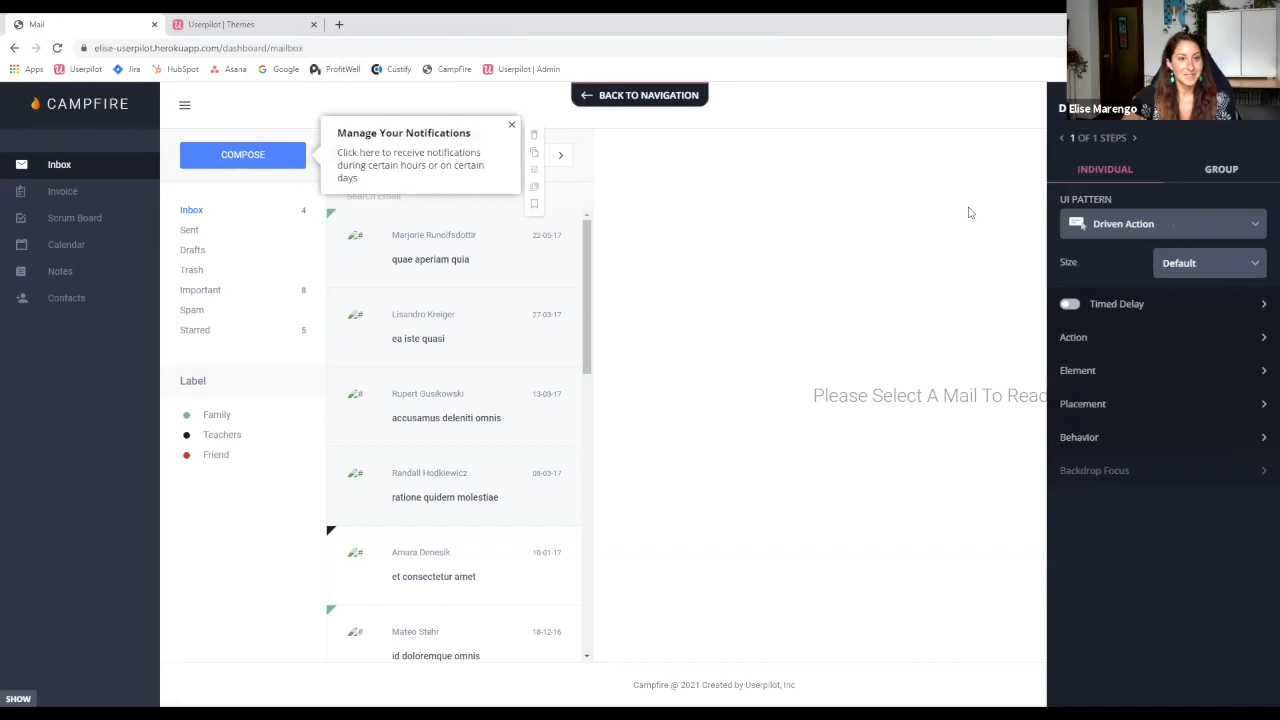 Mail
Userpilot | Themes
elise-userpilot.herokuapp.com/dashboard/mailbox
Apps
Userpilot
Jira
HubSpot
Asana
Google
ProfitWell
Custify
CampFire
Userpilot | Admin
CAMPFIRE
Inbox
Invoice
Scrum Board
Calendar
Notes
Contacts
SHOW
BACK TO NAVIGATION
COMPOSE
Inbox 4
Sent
Drafts
Trash
Important 8
Spam
Starred 5
Label
Family
Teachers
Friend
Manage Your Notifications
Click here to receive notifications
during certain hours or on certain
days
Search Email
Marjorie Runolfsdottir 22-05-17
quae aperiam quia
Lisandro Kreiger 27-03-17
ea iste quasi
Rupert Gusikowski 13-03-17
accusamus deleniti omnis
Randall Hodkiewicz 08-03-17
ratione quidem molestiae
Amara Denesik 10-01-17
et consectetur amet
Mateo Stehr 18-12-16
id doloremque omnis
Please Select A Mail To Read
Campfire @ 2021 Created by Userpilot, Inc
Elise Marengo
1 OF 1 STEPS
INDIVIDUAL
GROUP
UI PATTERN
Driven Action
Size Default
Timed Delay
Action
Element
Placement
Behavior
Backdrop Focus